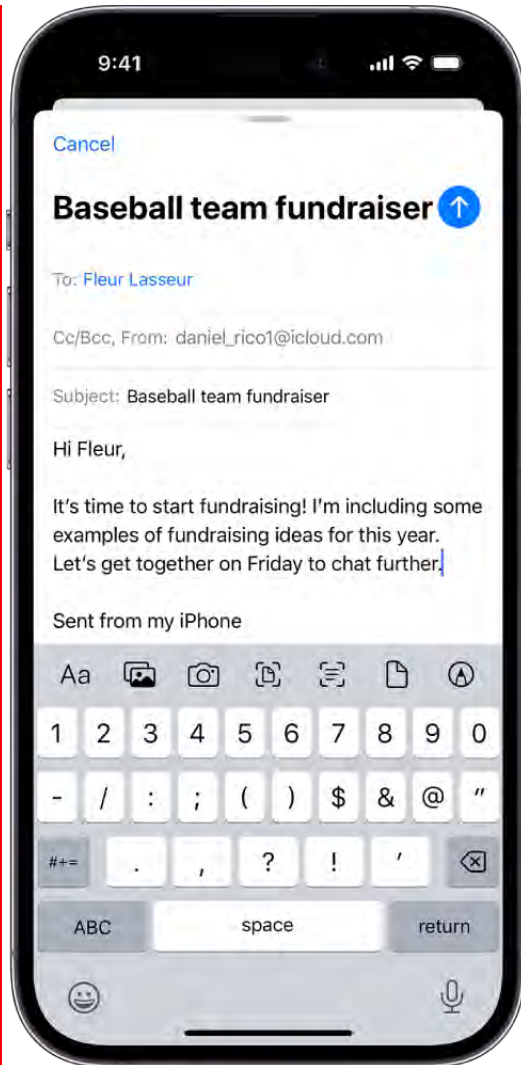 9:41
Cancel
Baseball team fundraiser
To: Fleur Lasseur
Cc/Bcc, From: daniel_rico1@icloud.com
Subject: Baseball team fundraiser
Hi Fleur,
It's time to start fundraising! I'm including some
examples of fundraising ideas for this year.
Let's get together on Friday to chat further.
Sent from my iPhone
Aa
1 2 3 4 5 6 7 8 9 0
- / : ; ( ) $ & @ "
#+= . , ? ! '
ABC space return